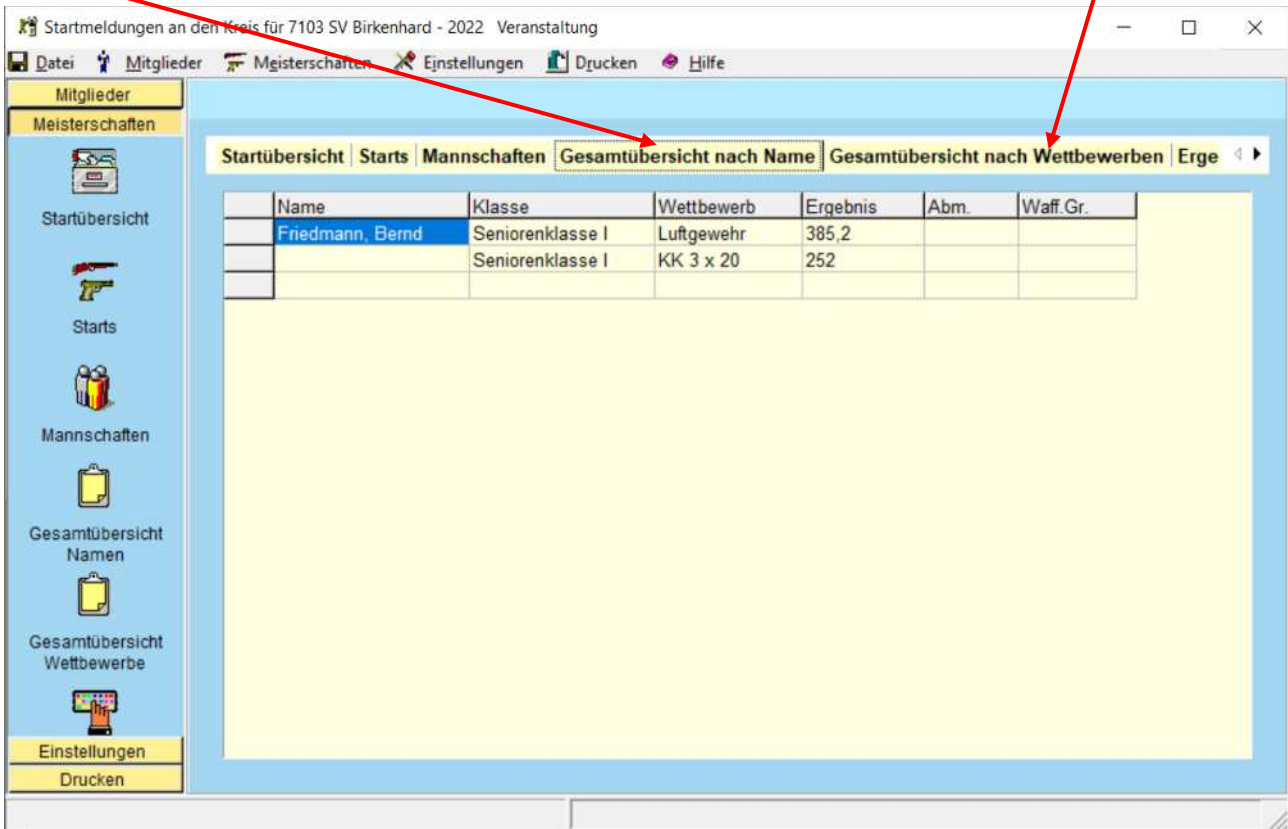 Startmeldungen an den Kreis für 7103 SV Birkenhard - 2022 Veranstaltung
Datei Mitglieder Meisterschaften Einstellungen Drucken Hilfe
Mitglieder
Meisterschaften
Startübersicht
Starts
Mannschaften
Gesamtübersicht
Namen
Gesamtübersicht
Wettbewerbe
Einstellungen
Drucken
Startübersicht Starts Mannschaften Gesamtübersicht nach Name Gesamtübersicht nach Wettbewerben Erge
Name Klasse Wettbewerb Ergebnis Abm. Waff.Gr.
Friedmann, Bernd Seniorenklasse I Luftgewehr 385,2
Seniorenklasse I KK 3 x 20 252